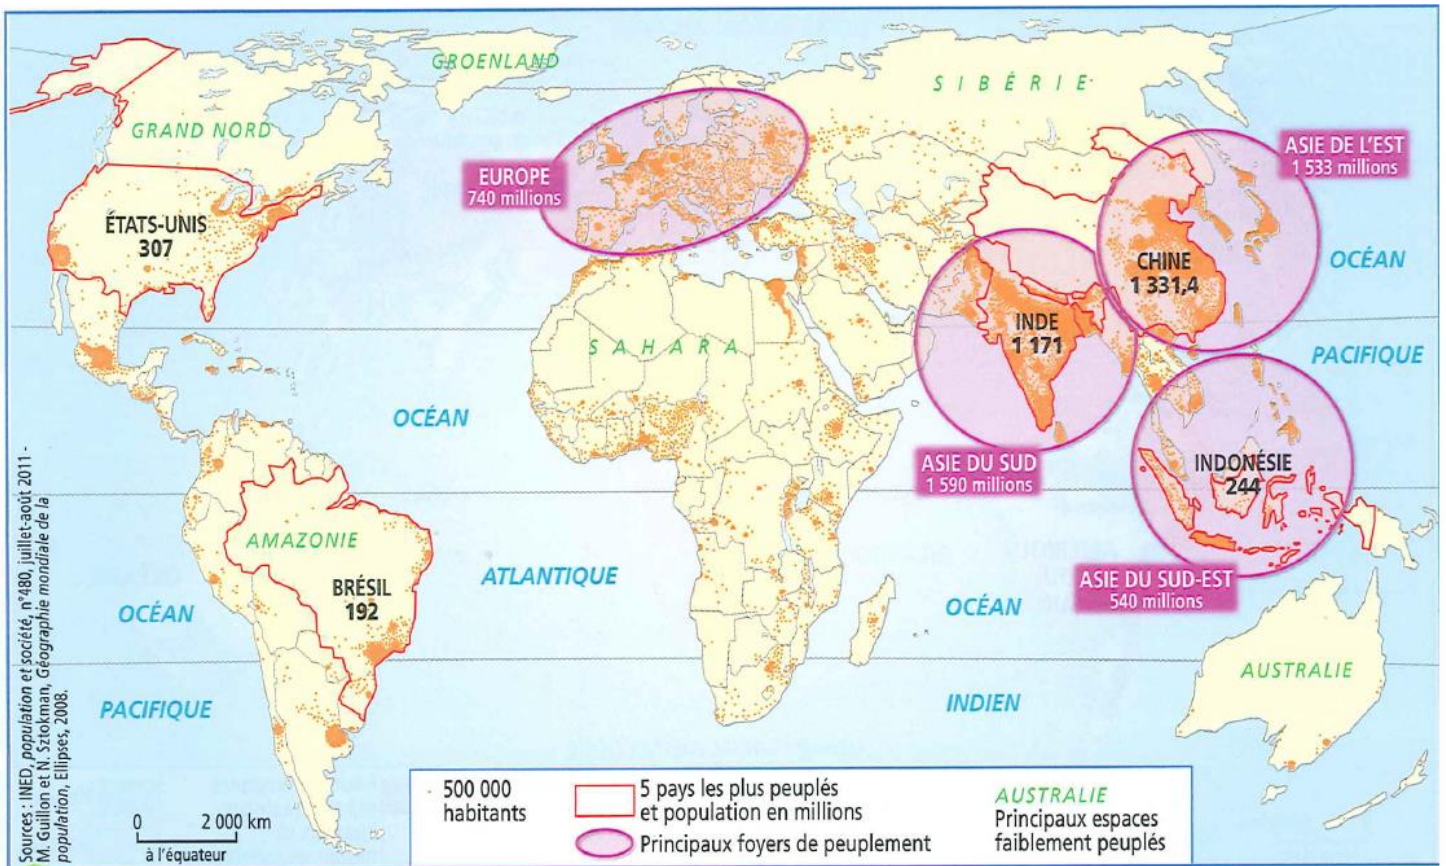 GROENLAND
SIBÉRIE
GRAND NORD
ASIE DE L'EST
1 533 millions
EUROPE
740 millions
ÉTATS-UNIS
307
CHINE
1 331,4
OCÉAN
PACIFIQUE
INDE
1 171
SAHARA
OCÉAN
ATLANTIQUE
ASIE DU SUD
1 590 millions
INDONÉSIE
244
ASIE DU SUD-EST
540 millions
AMAZONIE
BRÉSIL
192
OCÉAN
PACIFIQUE
OCÉAN
INDIEN
AUSTRALIE
Sources : INED, population et société, n°480, juillet-août 2011 -
M. Guillon et N. Sztokman, Géographie mondiale de la
population, Ellipses, 2008.
0 2 000 km
à l'équateur
500 000
habitants
5 pays les plus peuplés
et population en millions
Principaux foyers de peuplement
AUSTRALIE
Principaux espaces
faiblement peuplés